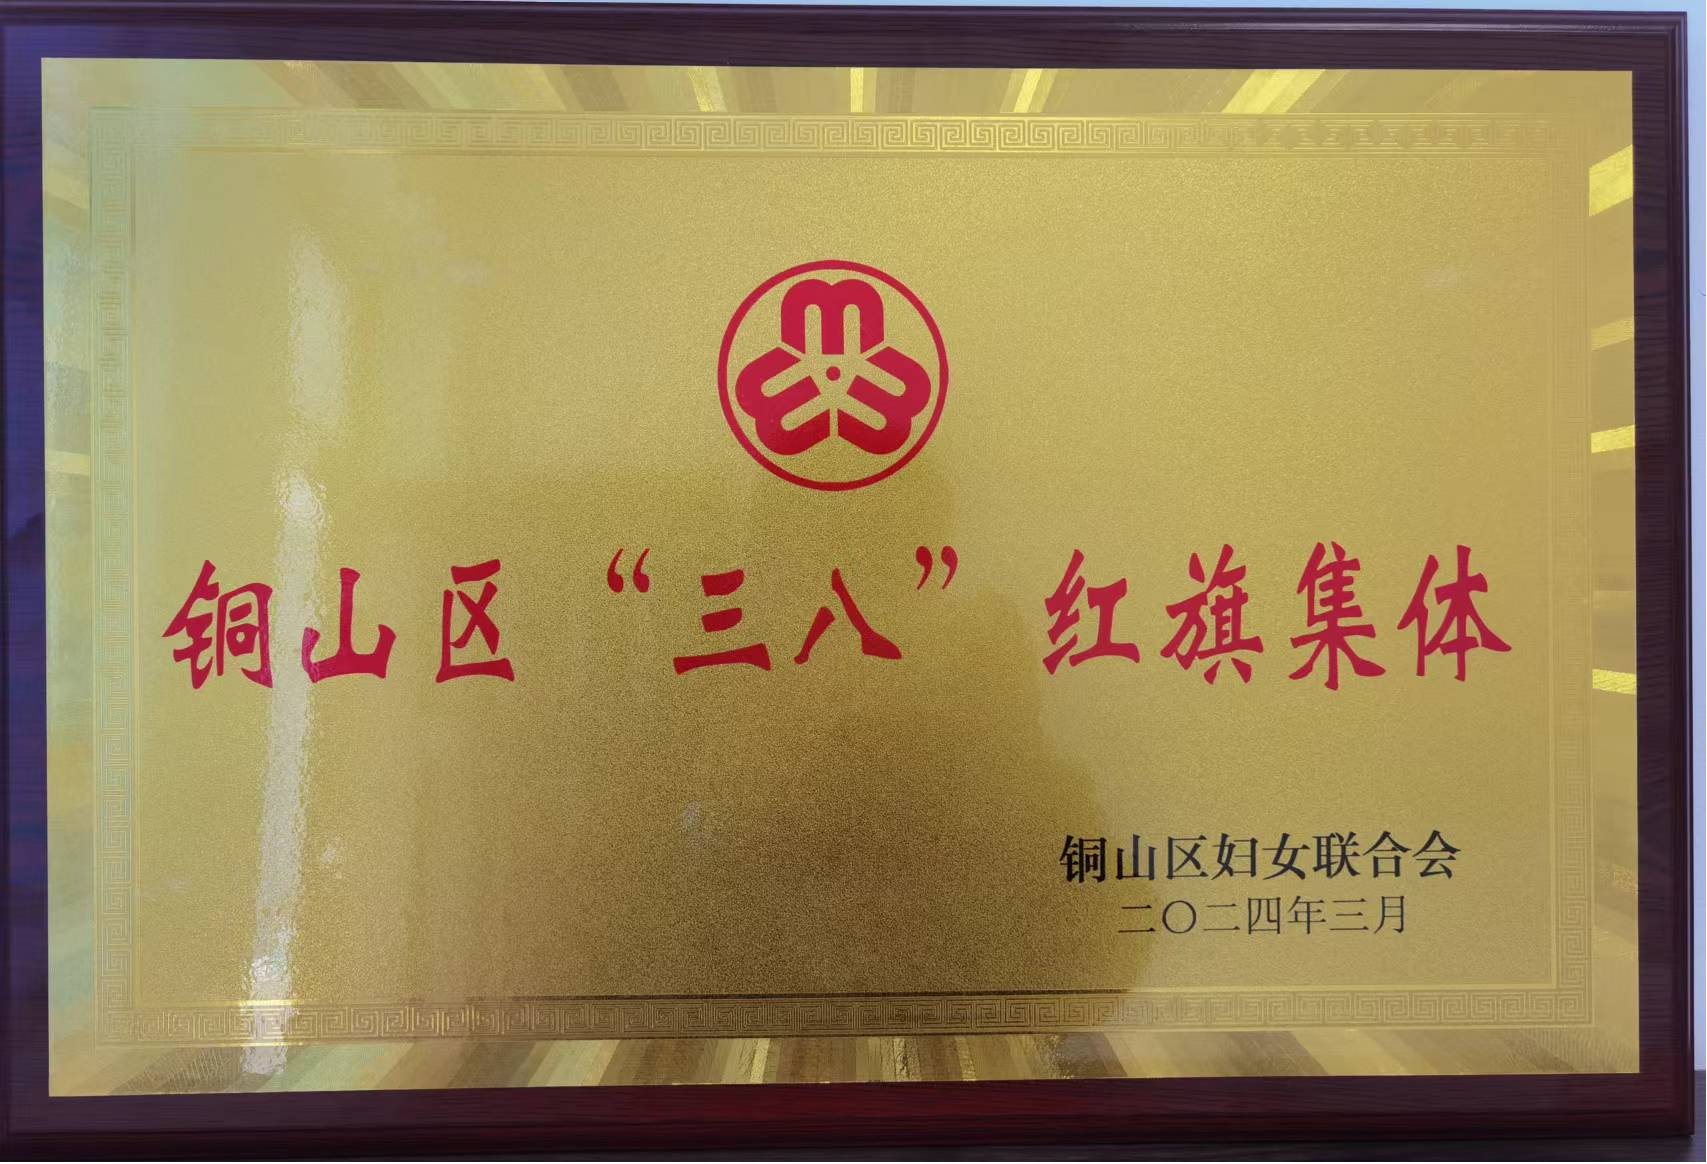 铜山区“三八”红旗集体
铜山区妇女联合会
二〇二四年三月